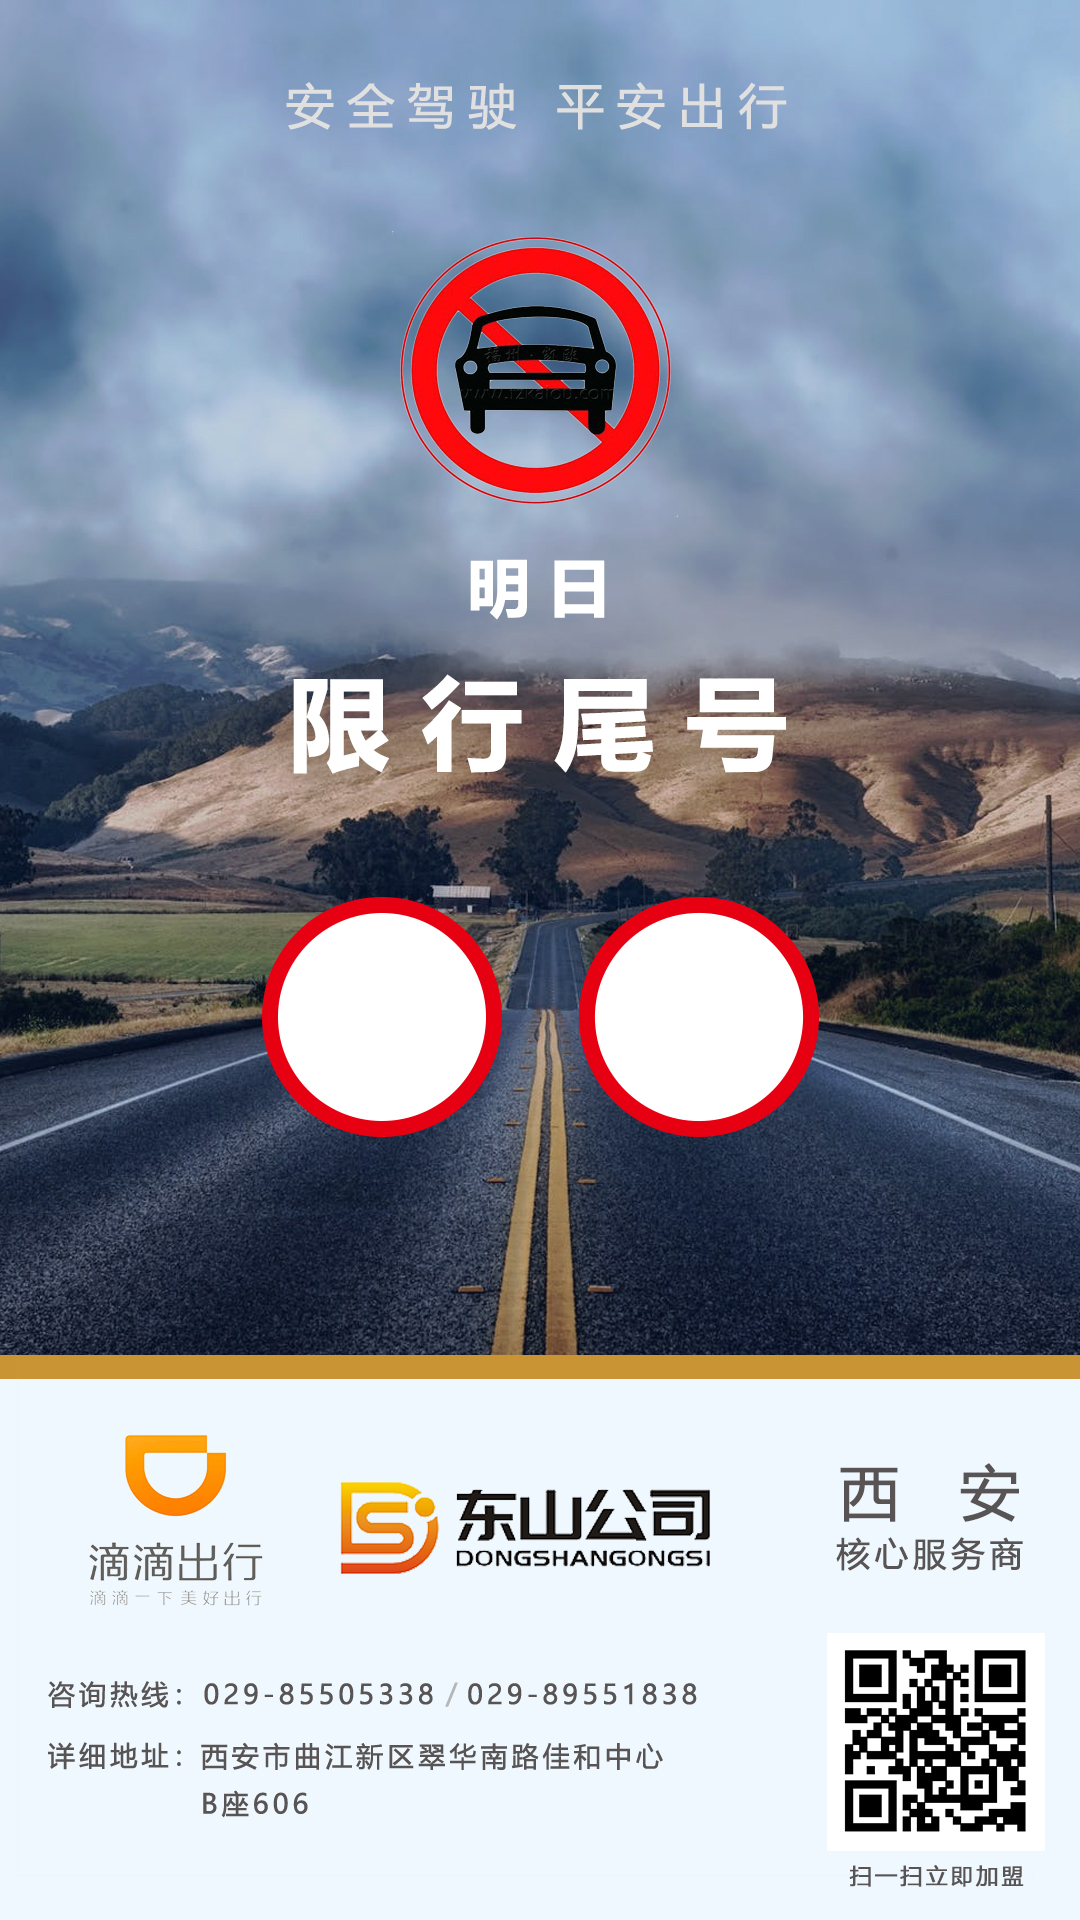 安全驾驶 平安出行
明日
限行尾号
滴滴出行
滴滴一下 美好出行
东山公司
DONGSHANGONGSI
西 安
核心服务商
咨询热线：029-85505338 / 029-89551838
详细地址：西安市曲江新区翠华南路佳和中心
B座606
扫一扫立即加盟